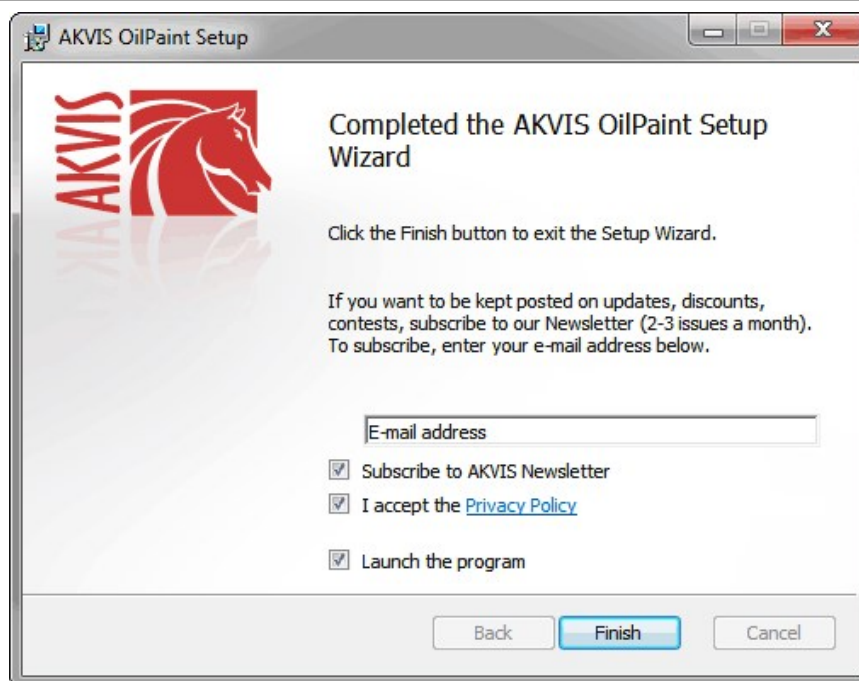 AKVIS OilPaint Setup
AKVIS
Completed the AKVIS OilPaint Setup
Wizard
Click the Finish button to exit the Setup Wizard.
If you want to be kept posted on updates, discounts,
contests, subscribe to our Newsletter (2-3 issues a month).
To subscribe, enter your e-mail address below.
E-mail address
Subscribe to AKVIS Newsletter
I accept the Privacy Policy
Launch the program
Back Finish Cancel